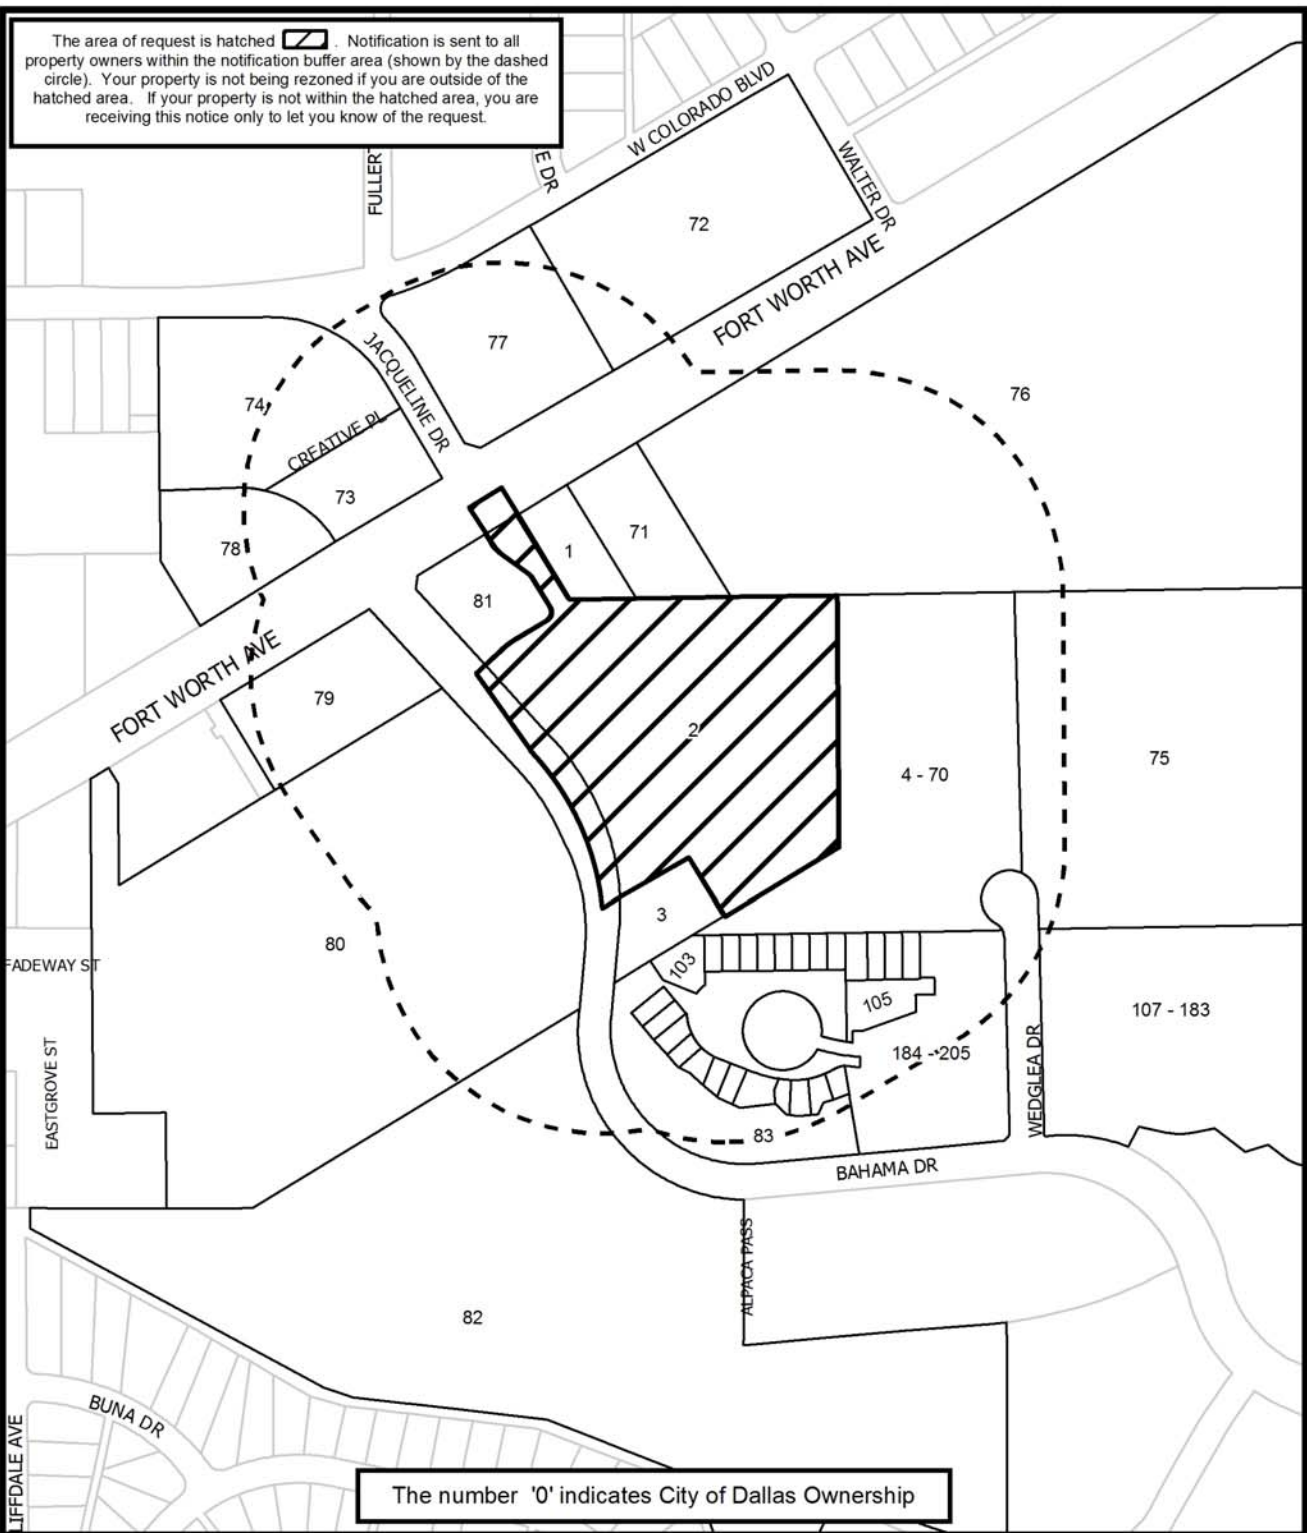 The area of request is hatched . Notification is sent to all
property owners within the notification buffer area (shown by the dashed
circle). Your property is not being rezoned if you are outside of the
hatched area. If your property is not within the hatched area, you are
receiving this notice only to let you know of the request.
W COLORADO BLVD
FULLER
E DR
WALTER DR
72
FORT WORTH AVE
77
JACQUELINE DR
74
76
CREATIVE PL
73
78
1
71
81
FORT WORTH AVE
79
2
4 - 70
75
3
80
FADEWAY ST
103
105
107 - 183
EASTGROVE ST
184 - 205
WEDGLEA DR
83
BAHAMA DR
ALPACA PASS
82
BUNA DR
LIFFDALE AVE
The number '0' indicates City of Dallas Ownership